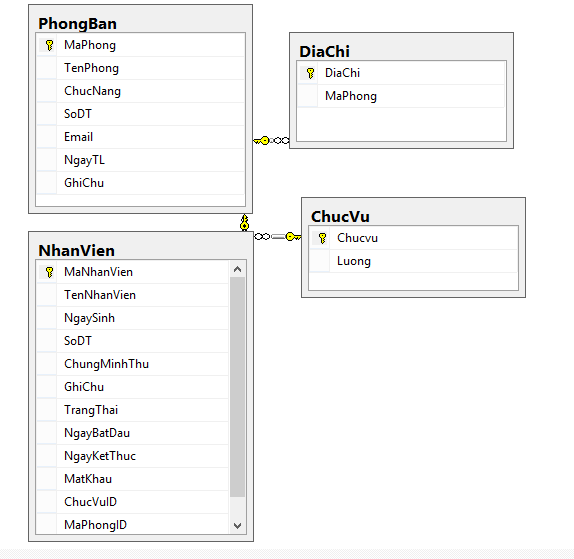 PhongBan
MaPhong
TenPhong
ChucNang
SoDT
Email
NgayTL
GhiChu
DiaChi
DiaChi
MaPhong
ChucVu
Chucvu
Luong
NhanVien
MaNhanVien
TenNhanVien
NgaySinh
SoDT
ChungMinhThu
GhiChu
TrangThai
NgayBatDau
NgayKetThuc
MatKhau
ChucVuID
MaPhongID